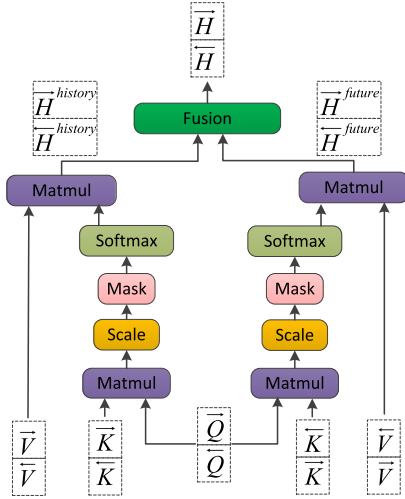 →H
←H
→H^history →H^future
←H^history ←H^future
Fusion
Matmul Matmul
Softmax Softmax
Mask Mask
Scale Scale
Matmul Matmul
→V →K →Q ←K ←V
←V ←K ←Q →K →V